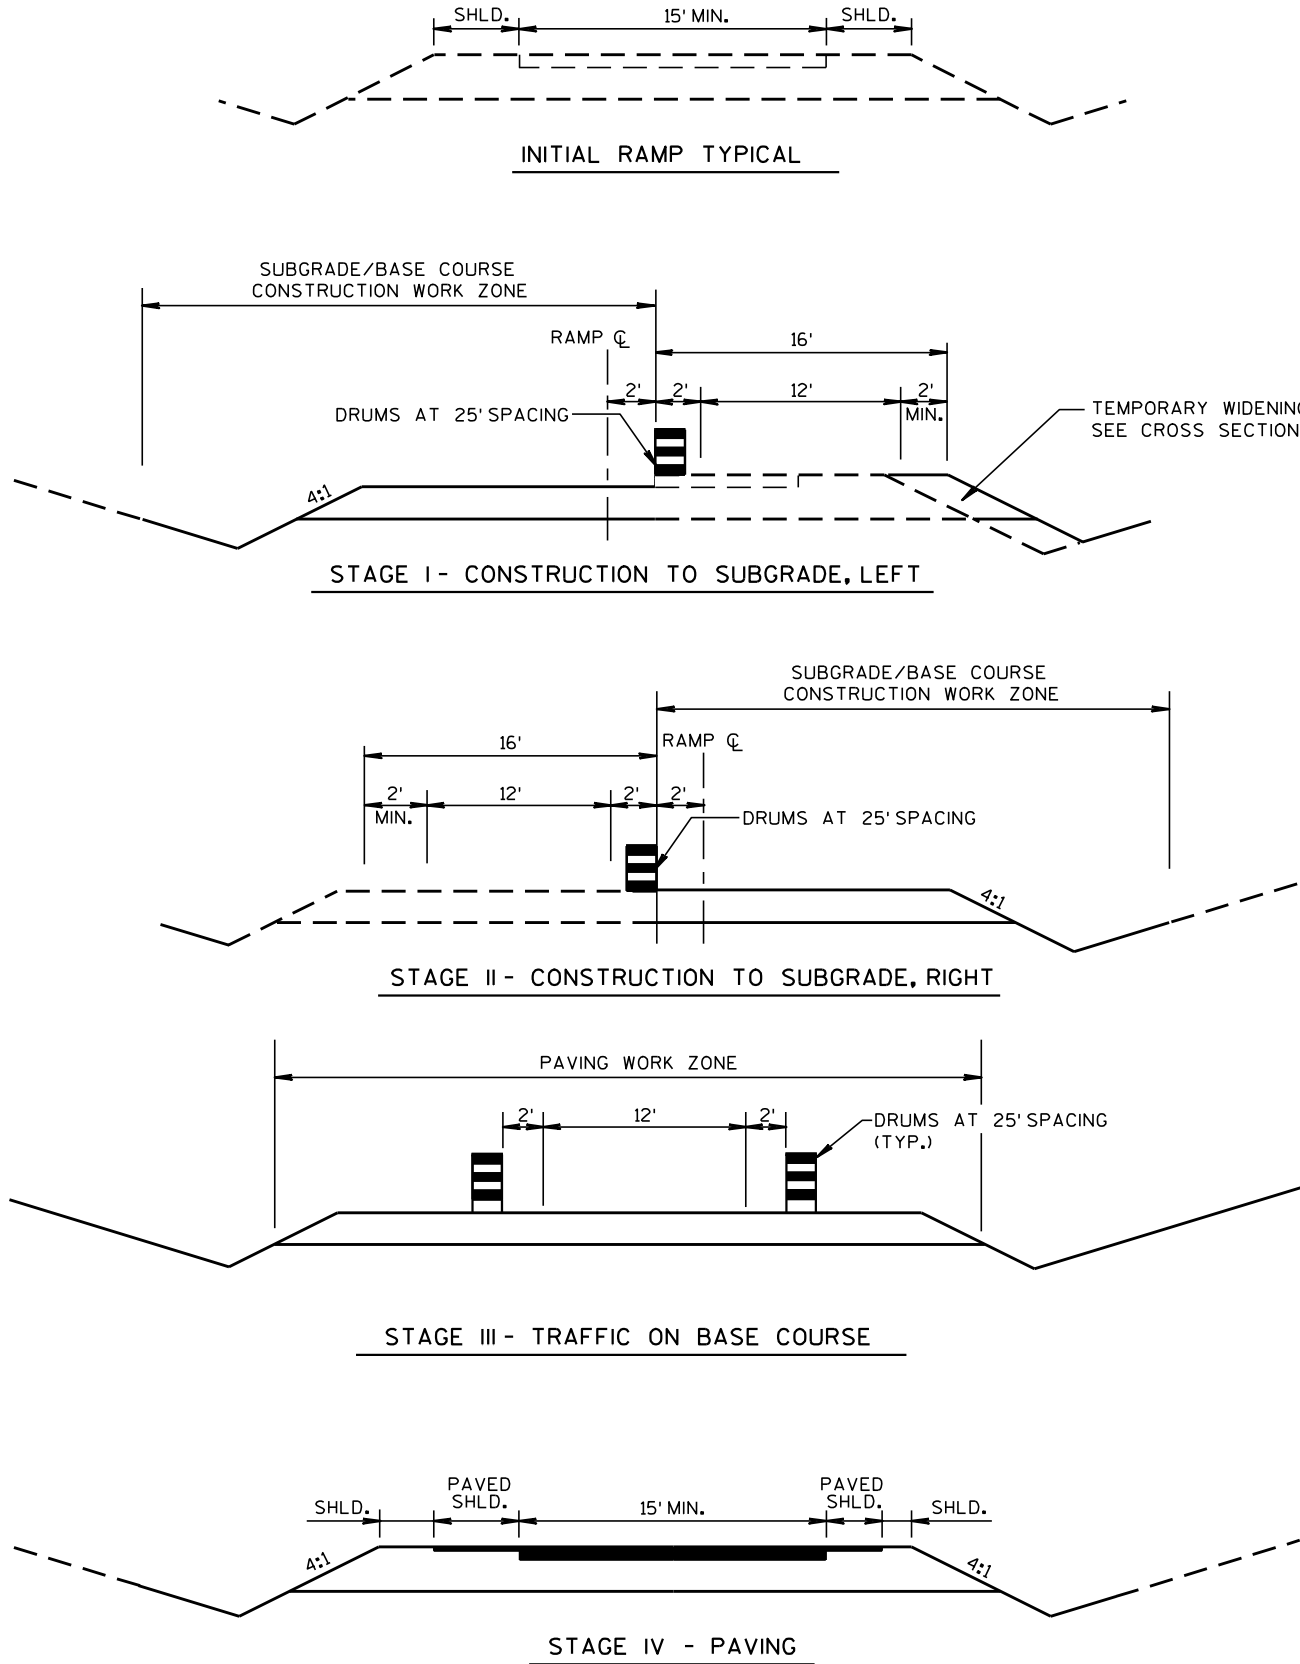 SHLD. 15' MIN. SHLD.
INITIAL RAMP TYPICAL
SUBGRADE/BASE COURSE
CONSTRUCTION WORK ZONE
RAMP ℄
16'
2' 2' 12' 2'
MIN.
DRUMS AT 25' SPACING
TEMPORARY WIDENING
SEE CROSS SECTION
4:1
STAGE I - CONSTRUCTION TO SUBGRADE, LEFT
SUBGRADE/BASE COURSE
CONSTRUCTION WORK ZONE
16'
RAMP ℄
2' 12' 2' 2'
MIN.
DRUMS AT 25' SPACING
4:1
STAGE II - CONSTRUCTION TO SUBGRADE, RIGHT
PAVING WORK ZONE
2' 12' 2'
DRUMS AT 25' SPACING
(TYP.)
STAGE III - TRAFFIC ON BASE COURSE
SHLD.
PAVED
SHLD.
15' MIN.
PAVED
SHLD.
SHLD.
4:1 4:1
STAGE IV - PAVING